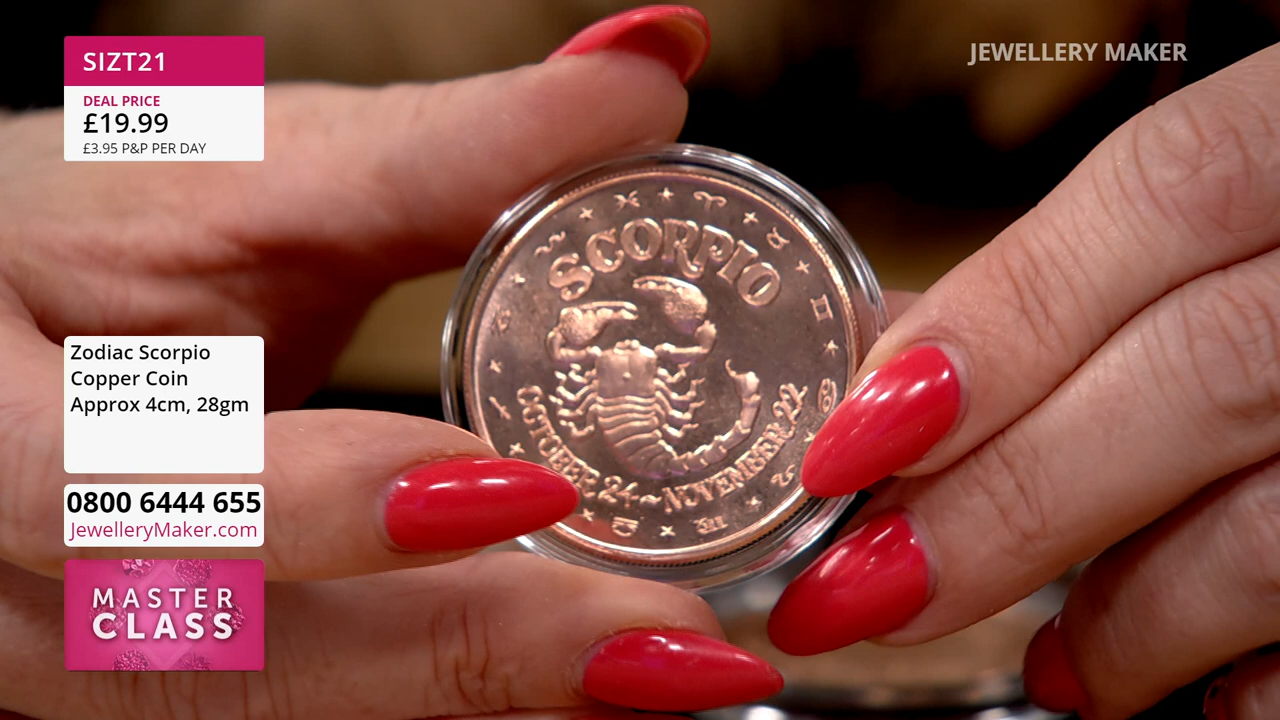 SIZT21
DEAL PRICE
£19.99
£3.95 P&P PER DAY
JEWELLERY MAKER
SCORPIO
OCTOBER 24~NOVEMBER 22
Zodiac Scorpio
Copper Coin
Approx 4cm, 28gm
0800 6444 655
JewelleryMaker.com
MASTER
CLASS